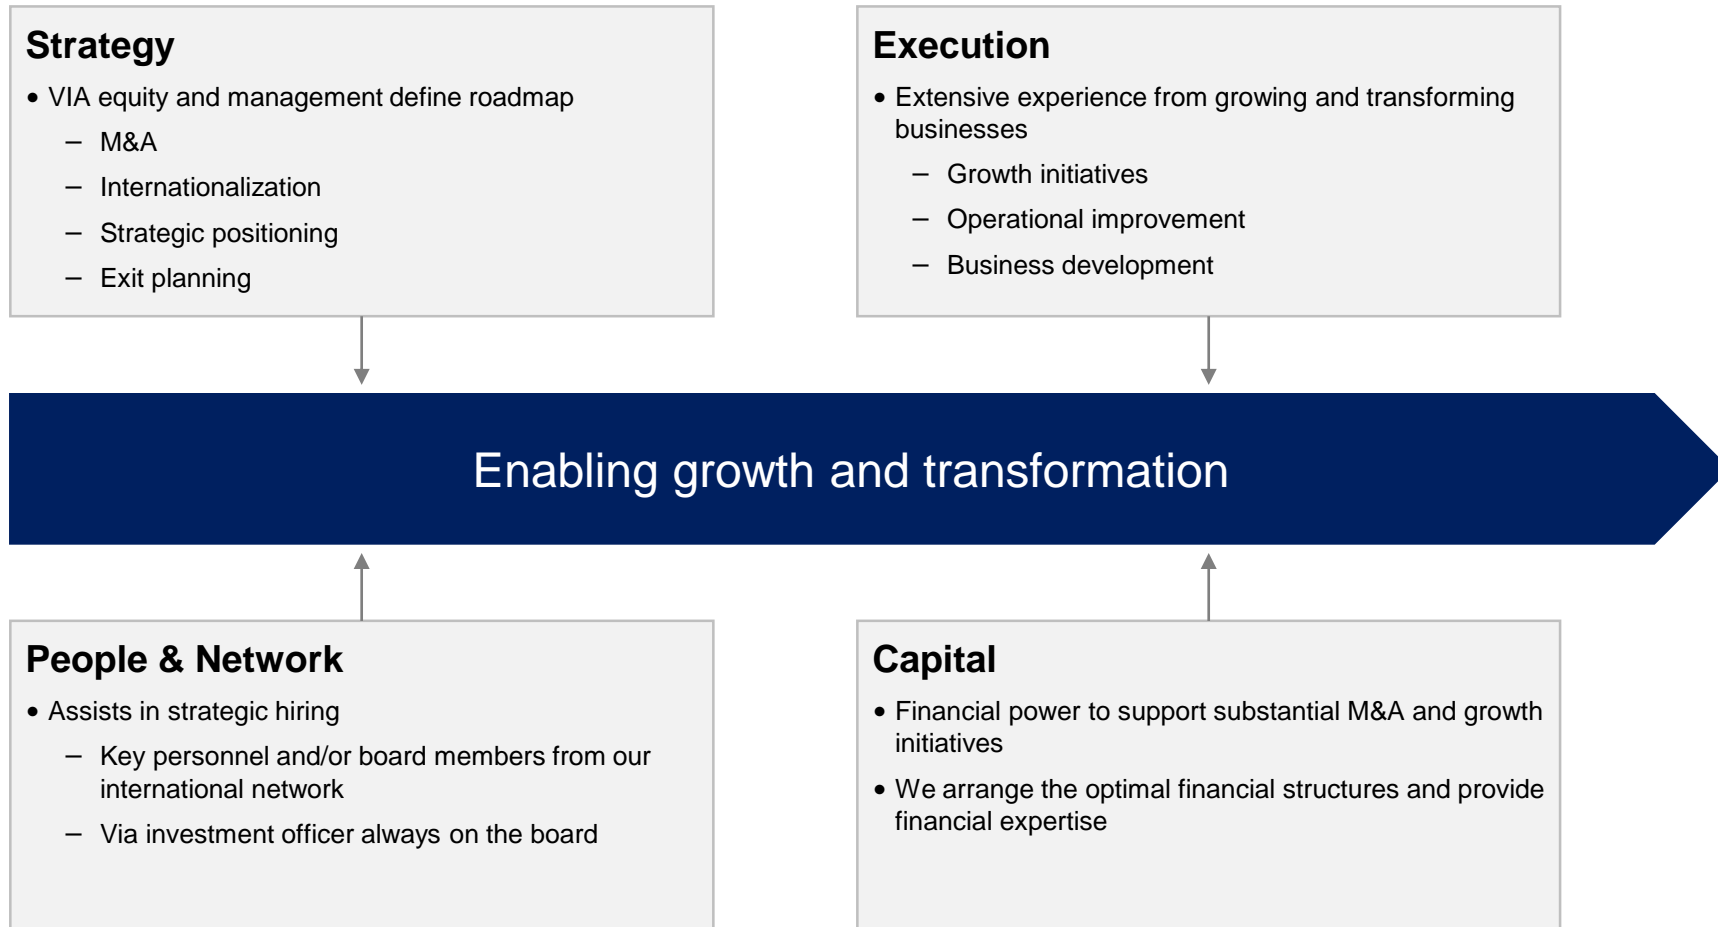 Strategy
• VIA equity and management define roadmap
– M&A
– Internationalization
– Strategic positioning
– Exit planning
Execution
• Extensive experience from growing and transforming
businesses
– Growth initiatives
– Operational improvement
– Business development
Enabling growth and transformation
People & Network
• Assists in strategic hiring
– Key personnel and/or board members from our
international network
– Via investment officer always on the board
Capital
• Financial power to support substantial M&A and growth
initiatives
• We arrange the optimal financial structures and provide
financial expertise